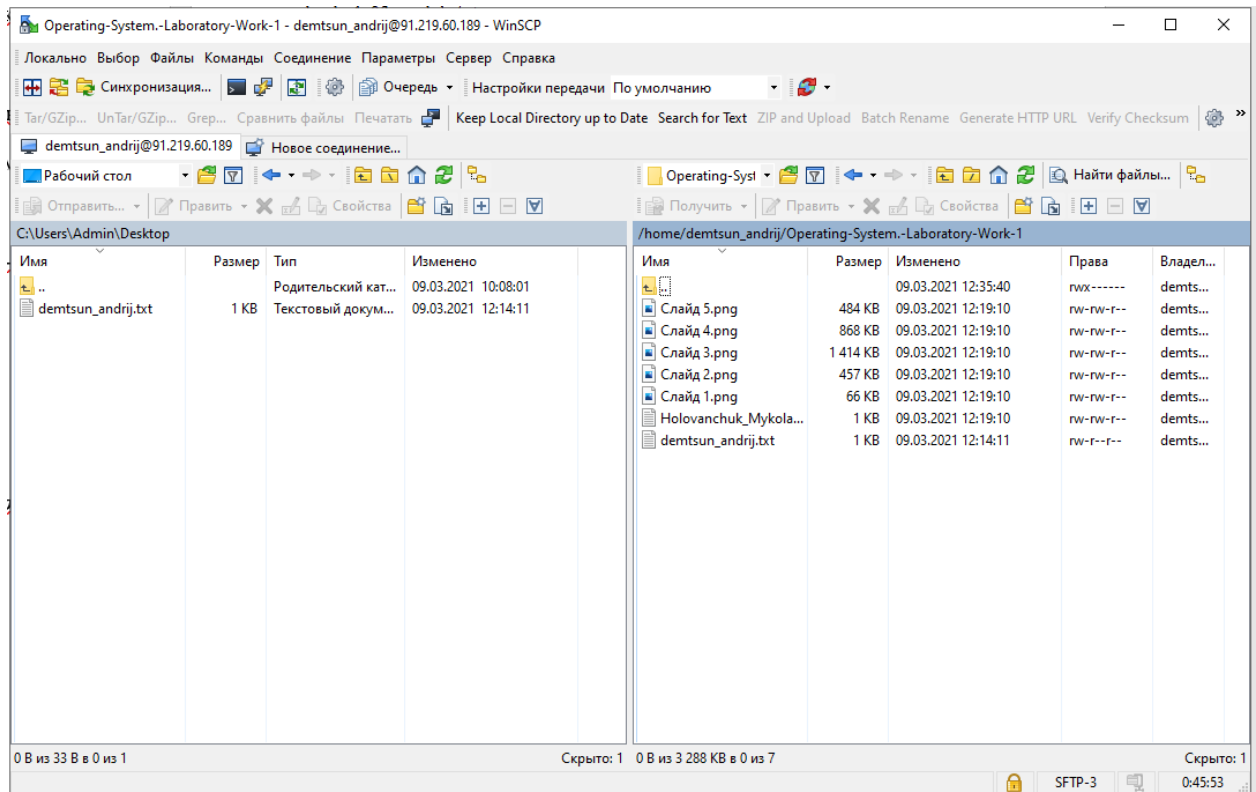 Operating-System.-Laboratory-Work-1 - demtsun_andrij@91.219.60.189 - WinSCP
Локально Выбор Файлы Команды Соединение Параметры Сервер Справка
Синхронизация... Очередь Настройки передачи По умолчанию
Tar/GZip... UnTar/GZip... Grep... Сравнить файлы Печатать Keep Local Directory up to Date Search for Text ZIP and Upload Batch Rename Generate HTTP URL Verify Checksum »
demtsun_andrij@91.219.60.189 Новое соединение...
Рабочий стол Operating-Syst Найти файлы...
Отправить... Править Свойства Получить Править Свойства
C:\Users\Admin\Desktop /home/demtsun_andrij/Operating-System.-Laboratory-Work-1
Имя Размер Тип Изменено Имя Размер Изменено Права Владел...
.. Родительский кат... 09.03.2021 10:08:01 .. 09.03.2021 12:35:40 rwx------ demts...
demtsun_andrij.txt 1 KB Текстовый докум... 09.03.2021 12:14:11 Слайд 5.png 484 KB 09.03.2021 12:19:10 rw-rw-r-- demts...
Слайд 4.png 868 KB 09.03.2021 12:19:10 rw-rw-r-- demts...
Слайд 3.png 1 414 KB 09.03.2021 12:19:10 rw-rw-r-- demts...
Слайд 2.png 457 KB 09.03.2021 12:19:10 rw-rw-r-- demts...
Слайд 1.png 66 KB 09.03.2021 12:19:10 rw-rw-r-- demts...
Holovanchuk_Mykola... 1 KB 09.03.2021 12:19:10 rw-rw-r-- demts...
demtsun_andrij.txt 1 KB 09.03.2021 12:14:11 rw-r--r-- demts...
0 B из 33 B в 0 из 1 Скрыто: 1 0 B из 3 288 KB в 0 из 7 Скрыто: 1
SFTP-3 0:45:53